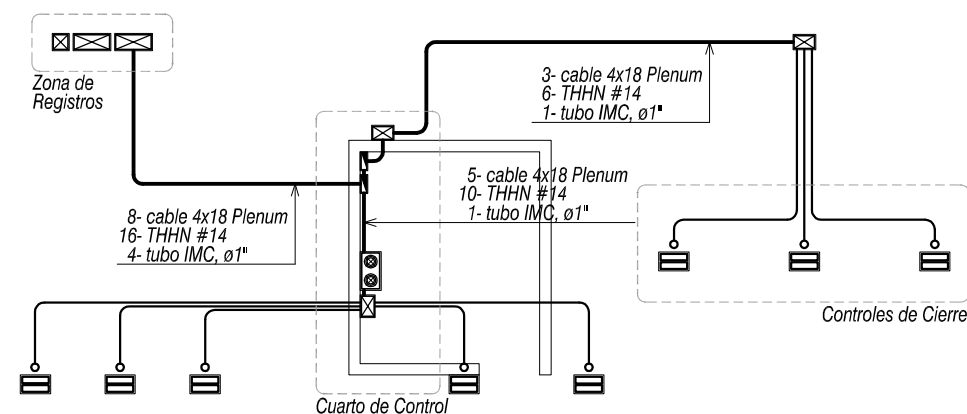 Zona de
Registros
3- cable 4x18 Plenum
6- THHN #14
1- tubo IMC, ø1"
5- cable 4x18 Plenum
10- THHN #14
1- tubo IMC, ø1"
8- cable 4x18 Plenum
16- THHN #14
4- tubo IMC, ø1"
Controles de Cierre
Cuarto de Control